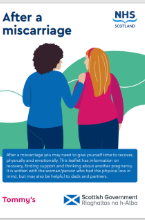 After a
miscarriage
NHS
SCOTLAND
After a miscarriage you may need to give yourself time to recover,
physically and emotionally. This leaflet has information on
recovery, finding support and thinking about another pregnancy.
It is written with the woman/person who had the physical loss in
mind, but may also be helpful to dads and partners.
Tommy's
Scottish Government
Riaghaltas na h-Alba